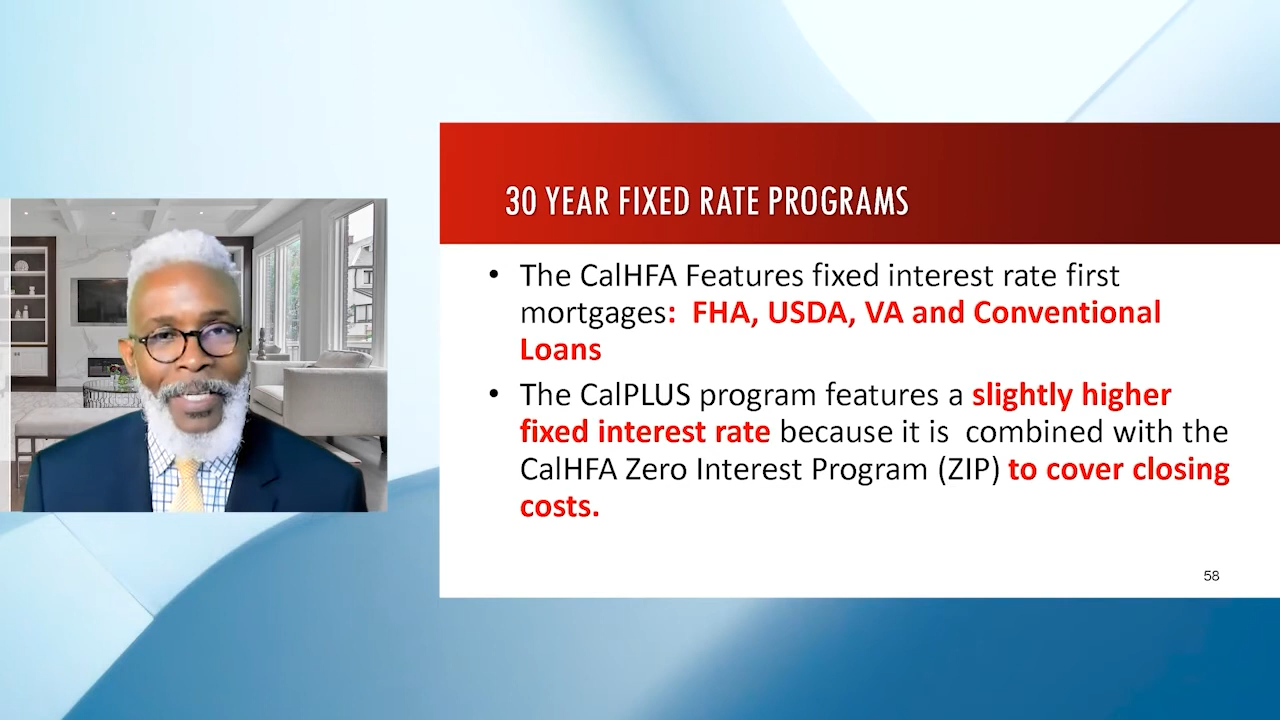 30 YEAR FIXED RATE PROGRAMS
• The CalHFA Features fixed interest rate first
mortgages:  FHA, USDA, VA and Conventional
Loans
• The CalPLUS program features a slightly higher
fixed interest rate because it is  combined with the
CalHFA Zero Interest Program (ZIP) to cover closing
costs.
58